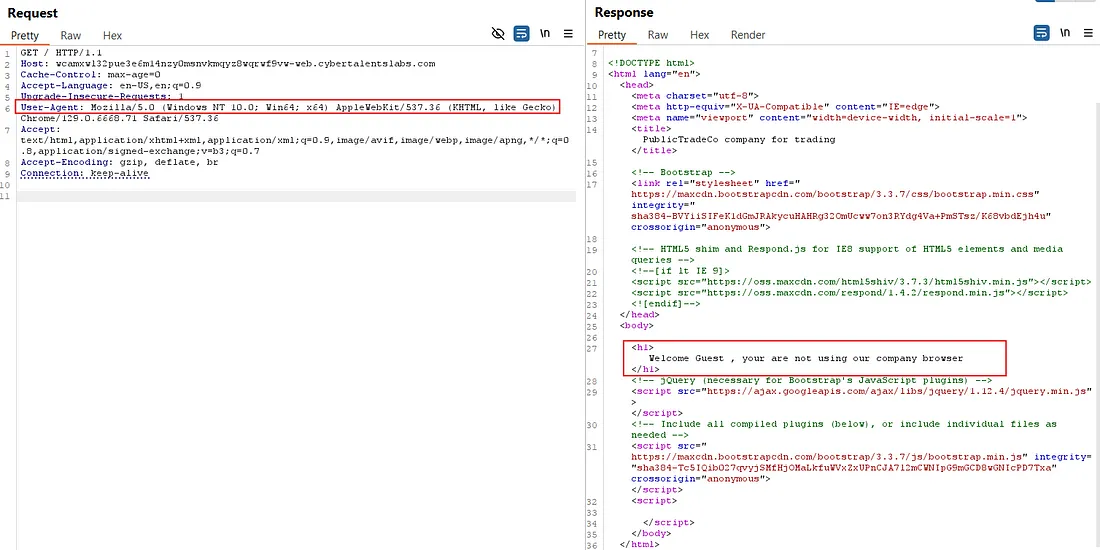 Request
Pretty Raw Hex
\n
1 GET / HTTP/1.1
2 Host: wcamxwl32pue3e6ml4nzy0msnvkmqyz8wqrwf9vw-web.cybertalentslabs.com
3 Cache-Control: max-age=0
4 Accept-Language: en-US,en;q=0.9
5 Upgrade-Insecure-Requests: 1
6 User-Agent: Mozilla/5.0 (Windows NT 10.0; Win64; x64) AppleWebKit/537.36 (KHTML, like Gecko)
Chrome/129.0.6668.71 Safari/537.36
7 Accept:
text/html,application/xhtml+xml,application/xml;q=0.9,image/avif,image/webp,image/apng,*/*;q=0
.8,application/signed-exchange;v=b3;q=0.7
8 Accept-Encoding: gzip, deflate, br
9 Connection: keep-alive
10
11
Response
Pretty Raw Hex Render
\n
7
8 <!DOCTYPE html>
9 <html lang="en">
10 <head>
11 <meta charset="utf-8">
12 <meta http-equiv="X-UA-Compatible" content="IE=edge">
13 <meta name="viewport" content="width=device-width, initial-scale=1">
14 <title>
PublicTradeCo company for trading
</title>
15
16 <!-- Bootstrap -->
17 <link rel="stylesheet" href="
https://maxcdn.bootstrapcdn.com/bootstrap/3.3.7/css/bootstrap.min.css"
integrity="
sha384-BVYiiSIFeK1dGmJRAkycuHAHRg32OmUcww7on3RYdg4Va+PmSTsz/K68vbdEjh4u"
crossorigin="anonymous">
18
19 <!-- HTML5 shim and Respond.js for IE8 support of HTML5 elements and media
queries -->
20 <!--[if lt IE 9]>
21 <script src="https://oss.maxcdn.com/html5shiv/3.7.3/html5shiv.min.js"></script>
22 <script src="https://oss.maxcdn.com/respond/1.4.2/respond.min.js"></script>
23 <![endif]-->
24 </head>
25 <body>
26
27 <h1>
Welcome Guest , your are not using our company browser
</h1>
28 <!-- jQuery (necessary for Bootstrap's JavaScript plugins) -->
29 <script src="https://ajax.googleapis.com/ajax/libs/jquery/1.12.4/jquery.min.js"
>
</script>
30 <!-- Include all compiled plugins (below), or include individual files as
needed -->
31 <script src="
https://maxcdn.bootstrapcdn.com/bootstrap/3.3.7/js/bootstrap.min.js" integrity=
"sha384-Tc5IQib027qvyjSMfHjOMaLkfuWVxZxUPnCJA7l2mCWNIpG9mGCD8wGNIcPD7Txa"
crossorigin="anonymous">
</script>
32 <script>
33
34 </script>
35 </body>
36 </html>